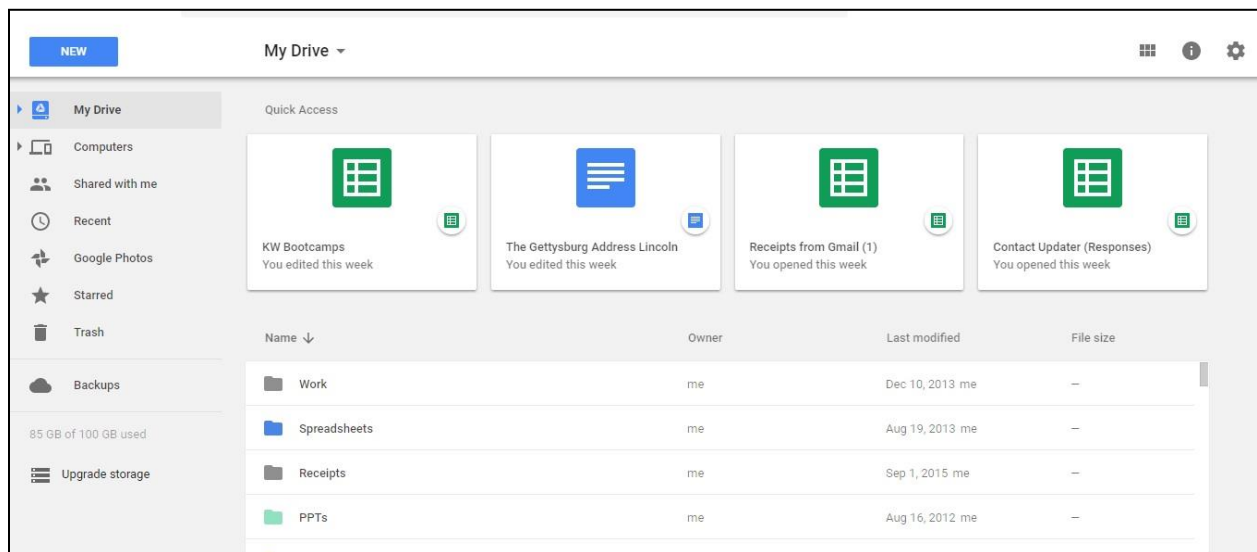 NEW
My Drive
My Drive
Computers
Shared with me
Recent
Google Photos
Starred
Trash
Backups
85 GB of 100 GB used
Upgrade storage
Quick Access
KW Bootcamps
You edited this week
The Gettysburg Address Lincoln
You edited this week
Receipts from Gmail (1)
You opened this week
Contact Updater (Responses)
You opened this week
Name Owner Last modified File size
Work me Dec 10, 2013 me –
Spreadsheets me Aug 19, 2013 me –
Receipts me Sep 1, 2015 me –
PPTs me Aug 16, 2012 me –